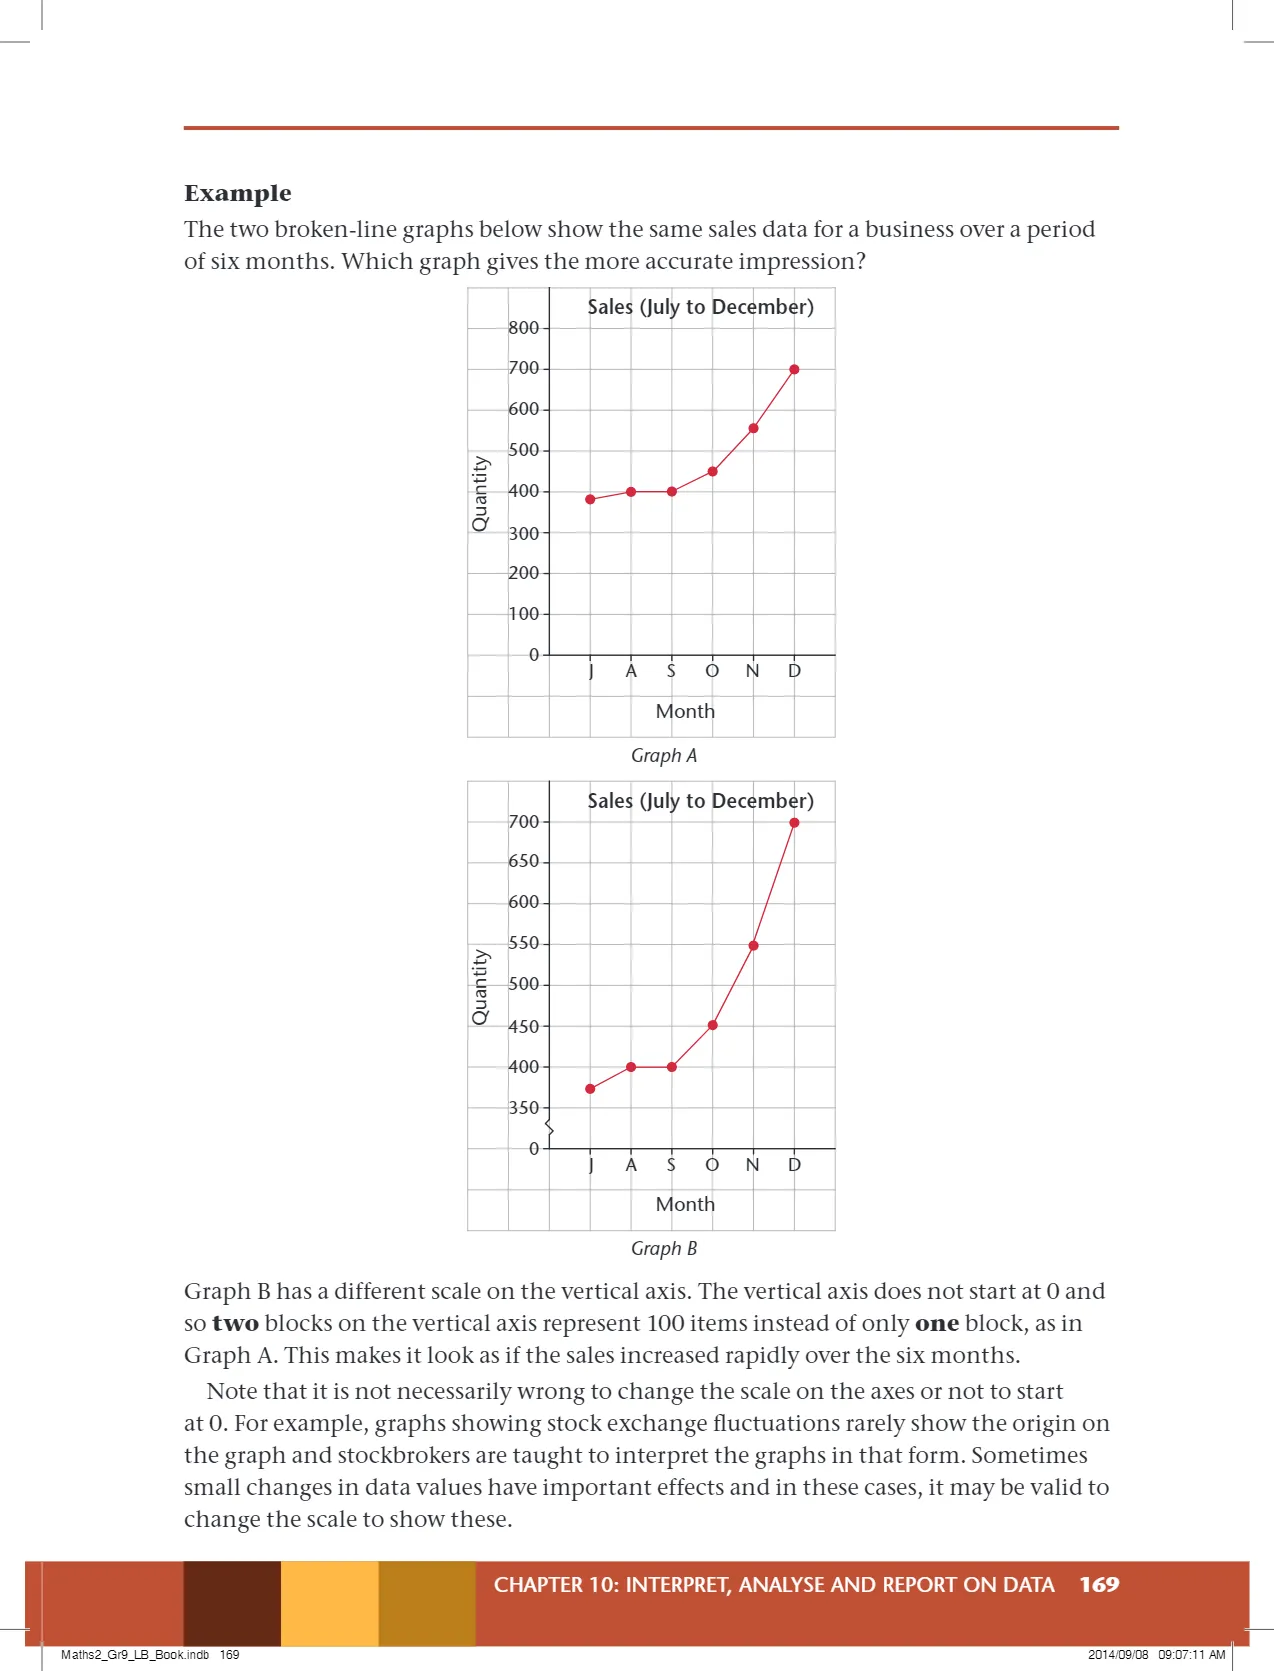 Example
The two broken-line graphs below show the same sales data for a business over a period
of six months. Which graph gives the more accurate impression?
Sales (July to December)
800
700
600
500
400
300
200
100
0
Quantity
J A S O N D
Month
Graph A
Sales (July to December)
700
650
600
550
500
450
400
350
0
Quantity
J A S O N D
Month
Graph B
Graph B has a different scale on the vertical axis. The vertical axis does not start at 0 and
so two blocks on the vertical axis represent 100 items instead of only one block, as in
Graph A. This makes it look as if the sales increased rapidly over the six months.
Note that it is not necessarily wrong to change the scale on the axes or not to start
at 0. For example, graphs showing stock exchange fluctuations rarely show the origin on
the graph and stockbrokers are taught to interpret the graphs in that form. Sometimes
small changes in data values have important effects and in these cases, it may be valid to
change the scale to show these.
CHAPTER 10: INTERPRET, ANALYSE AND REPORT ON DATA 169
Maths2_Gr9_LB_Book.indb 169
2014/09/08 09:07:11 AM